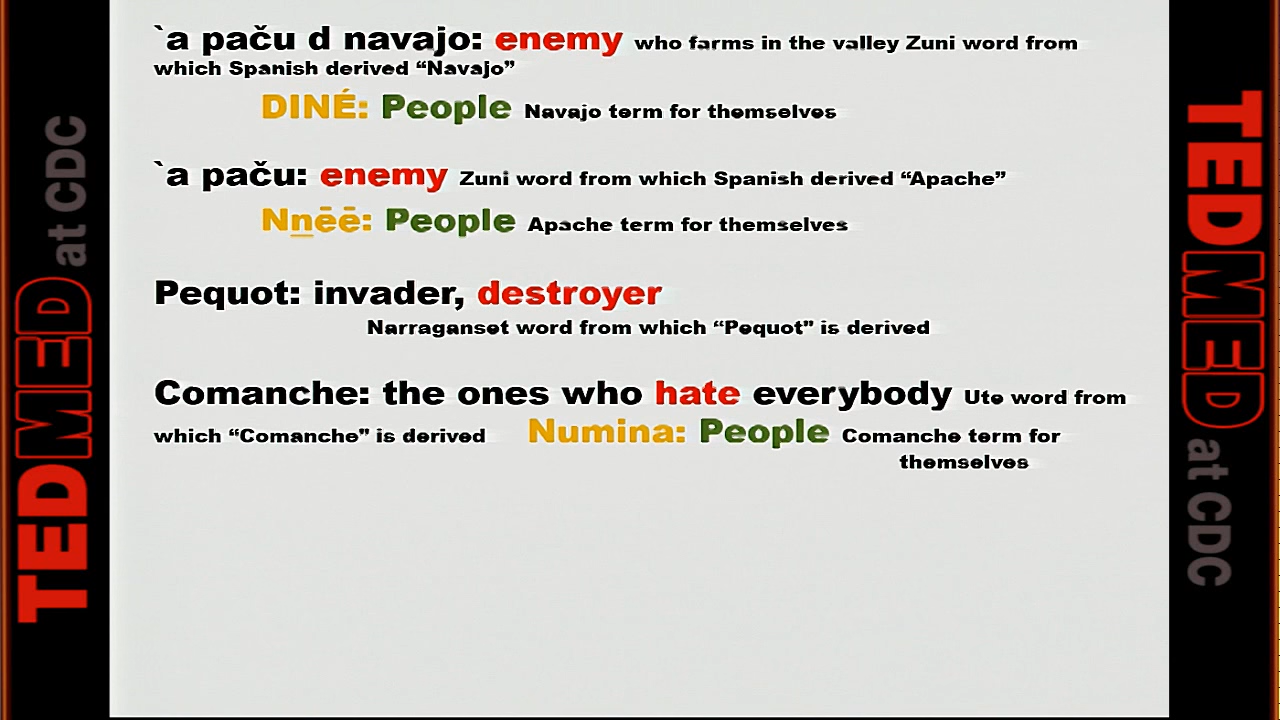 `a paču d navajo: enemy who farms in the valley Zuni word from
which Spanish derived “Navajo”
DINÉ: People Navajo term for themselves
`a paču: enemy Zuni word from which Spanish derived “Apache”
Nṉēē: People Apache term for themselves
Pequot: invader, destroyer
Narraganset word from which “Pequot” is derived
Comanche: the ones who hate everybody Ute word from
which “Comanche” is derived Numina: People Comanche term for
themselves
TEDMED at CDC
TEDMED at CDC